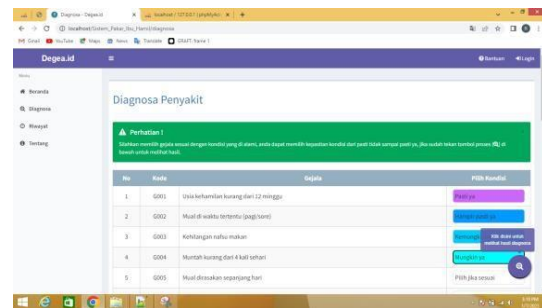 Diagnosa - Degea.id
localhost / 127.0.0.1 | phpMyAdmin
localhost/Sistem_Pakar_Ibu_Hamil/diagnosa
Gmail YouTube Maps News Translate
Degea.id
Bantuan Login
Menu
Beranda
Diagnosa
Riwayat
Tentang
Diagnosa Penyakit
Perhatian !
Silahkan memilih gejala sesuai dengan kondisi yang di alami, anda dapat memilih kepastian kondisi dari pasti tidak sampai pasti ya, jika sudah tekan tombol proses di
bawah untuk melihat hasil.
No Kode Gejala Pilih Kondisi
1 G001 Usia kehamilan kurang dari 12 minggu Pasti ya
2 G002 Mual di waktu tertentu (pagi/sore) Hampir pasti ya
3 G003 Kehilangan nafsu makan
Klik disini untuk
melihat hasil diagnosa
4 G004 Muntah kurang dari 4 kali sehari Mungkin ya
5 G005 Mual dirasakan sepanjang hari Pilih jika sesuai